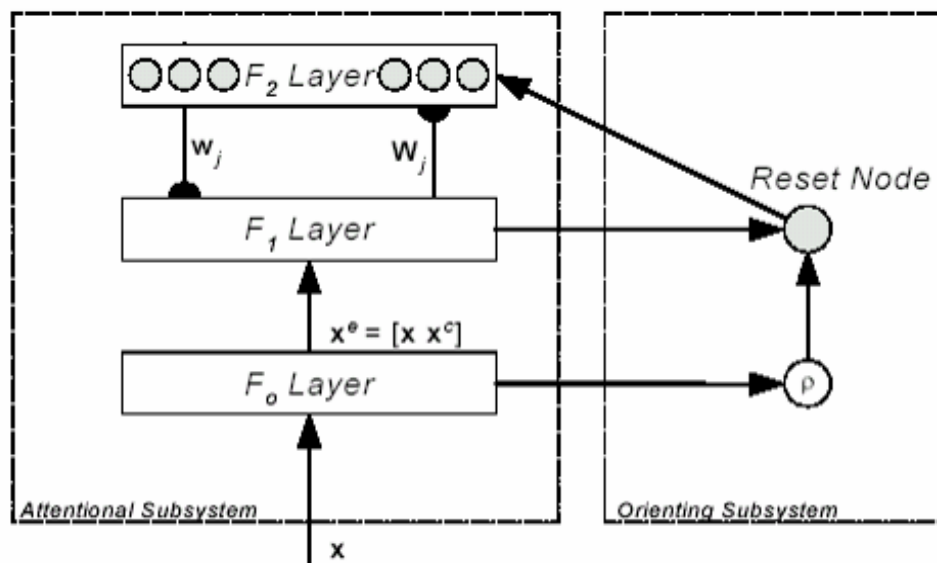 F₂ Layer
wⱼ
Wⱼ
Reset Node
F₁ Layer
xᵉ = [x xᶜ]
Fₒ Layer
ρ
Attentional Subsystem
Orienting Subsystem
x